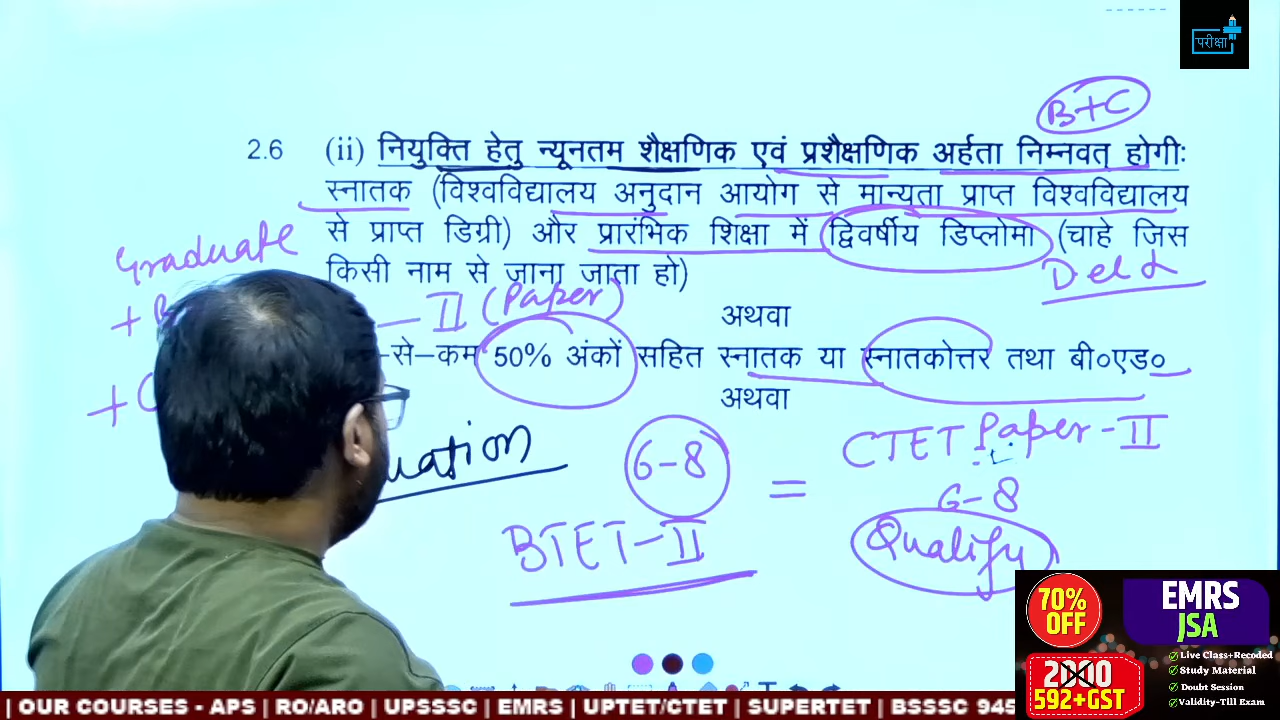 परीक्षा
B+C
2.6 (ii) नियुक्ति हेतु न्यूनतम शैक्षणिक एवं प्रशैक्षणिक अर्हता निम्नवत् होगीः
स्नातक (विश्वविद्यालय अनुदान आयोग से मान्यता प्राप्त विश्वविद्यालय
से प्राप्त डिग्री) और प्रारंभिक शिक्षा में द्विवर्षीय डिप्लोमा (चाहे जिस
किसी नाम से जाना जाता हो)
Graduate
+ B
II (Paper)
अथवा
-से-कम 50% अंकों सहित स्नातक या स्नातकोत्तर तथा बी०एड०
अथवा
+ C
uation
6-8
=
CTET Paper-II
6-8
BTET-II
Qualify
70%
OFF
EMRS
JSA
2000
592+GST
Live Class+Recoded
Study Material
Doubt Session
Validity-Till Exam
| OUR COURSES - APS | RO/ARO | UPSSSC | EMRS | UPTET/CTET | SUPERTET | BSSSC 945